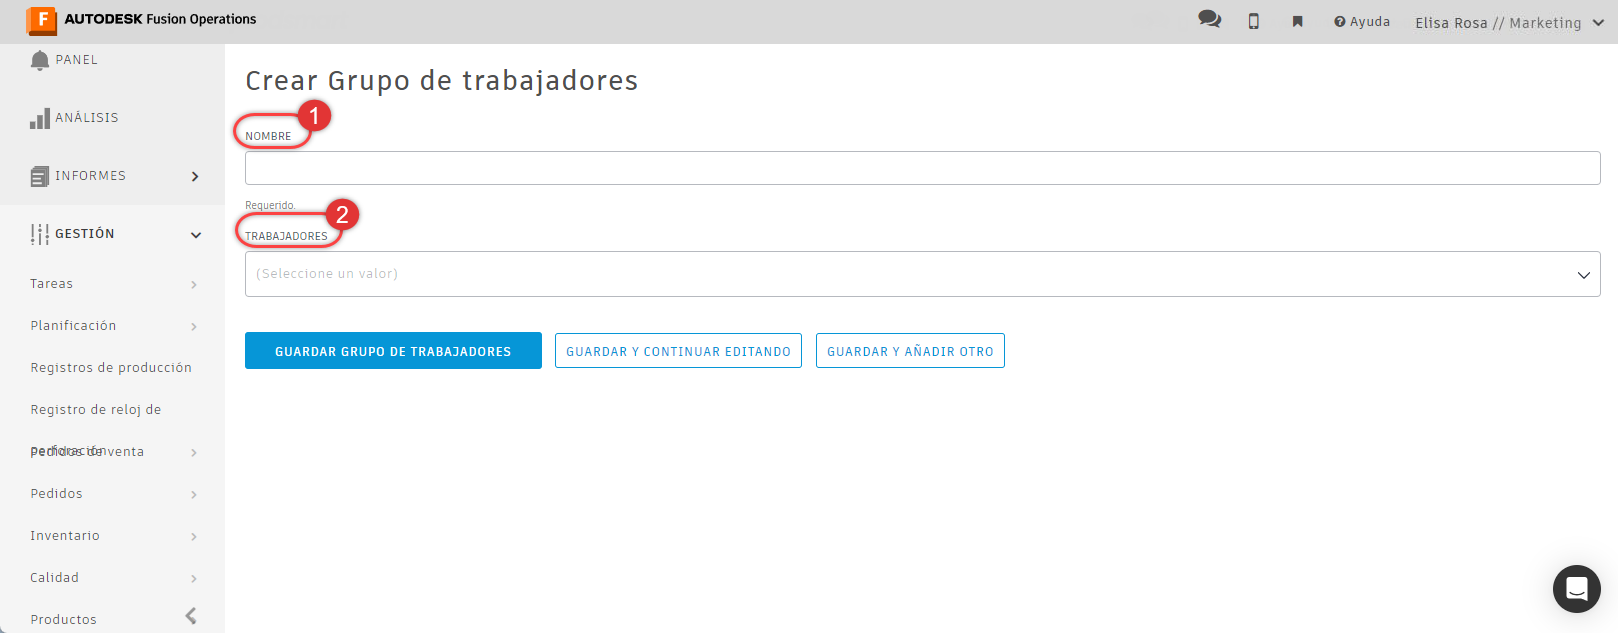 F AUTODESK Fusion Operations
Ayuda
Elisa Rosa // Marketing
PANEL
ANÁLISIS
INFORMES
GESTIÓN
Tareas
Planificación
Registros de producción
Registro de reloj de
perforación
Pedidos de venta
Pedidos
Inventario
Calidad
Productos
Crear Grupo de trabajadores
1
NOMBRE
Requerido.
2
TRABAJADORES
(Seleccione un valor)
GUARDAR GRUPO DE TRABAJADORES
GUARDAR Y CONTINUAR EDITANDO
GUARDAR Y AÑADIR OTRO